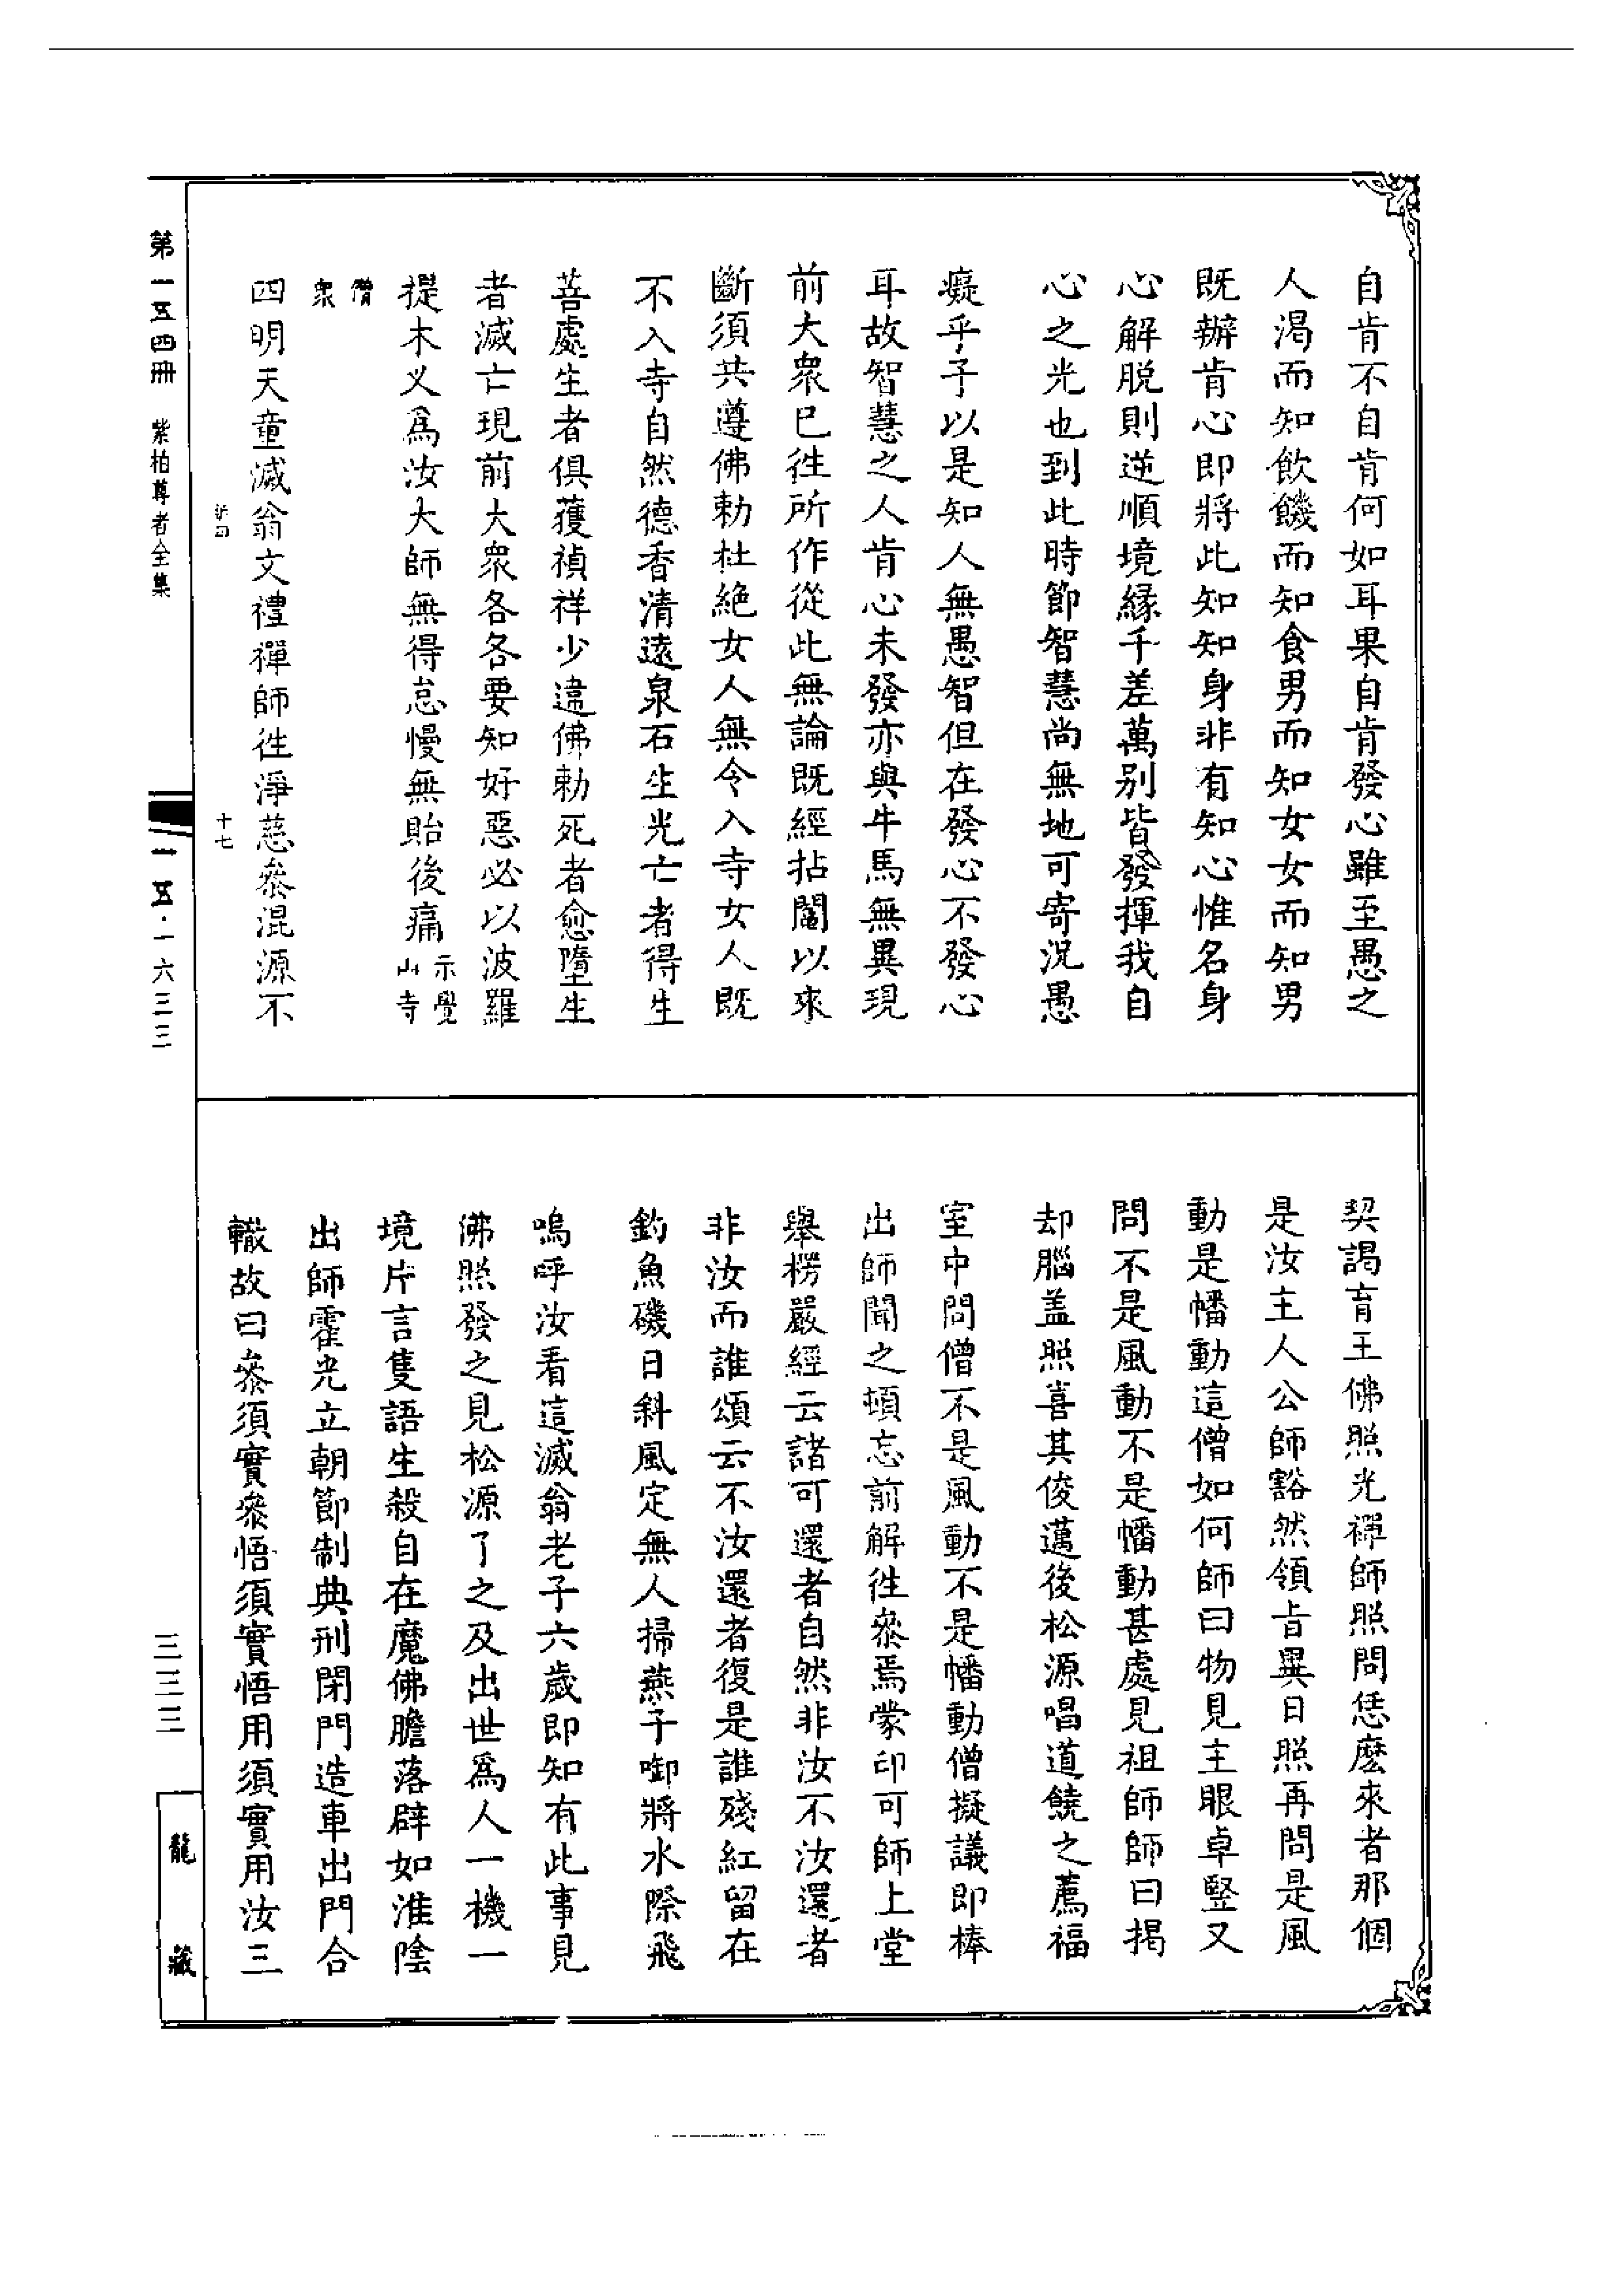 自肯不自肯何如耳果自肯發心雖至愚之
人渴而知飲饑而知食男而知女女而知男
既辦肯心即將此知知身非有知心惟名身
心解脫則逆順境緣千差萬別皆發揮我自
心之光也到此時節智慧尚無地可寄況愚
癡乎予以是知人無愚智但在發心不發心
耳故智慧之人肯心未發亦與牛馬無異現
前大眾已往所作從此無論既經拈闔以來
斷須共遵佛勅杜絕女人無令入寺女人既
不入寺自然德香清遠泉石生光亡者得生
菩處生者俱獲禎祥少違佛勅死者愈墮生
者滅亡現前大眾各各要知好惡必以波羅
提木义為汝大師無得怠慢無貽後痛示覺山寺
僧眾
四明天童滅翁文禮禪師往淨慈叅混源不
契謁育王佛照光禪師照問恁麼來者那個
是汝主人公師豁然領旨異日照再問是風
動是幡動這僧如何師曰物見主眼卓豎又
問不是風動不是幡動甚處見祖師師曰揭
却腦盖照喜其俊邁後松源唱道饒之薦福
室中問僧不是風動不是幡動僧擬議即棒
出師聞之頓忘前解往叅焉蒙印可師上堂
舉楞嚴經云諸可還者自然非汝不汝還者
非汝而誰頌云不汝還者復是誰殘紅留在
釣魚磯日斜風定無人掃燕子啣將水際飛
嗚呼汝看這滅翁老子六歲即知有此事見
佛照發之見松源了之及出世為人一機一
境片言隻語生殺自在魔佛膽落辟如淮陰
出師霍光立朝節制典刑閉門造車出門合
轍故曰叅須實叅悟須實悟用須實用汝三
第一五四冊　紫柏尊者全集
十七
一五·一六三三
三三三
龍藏